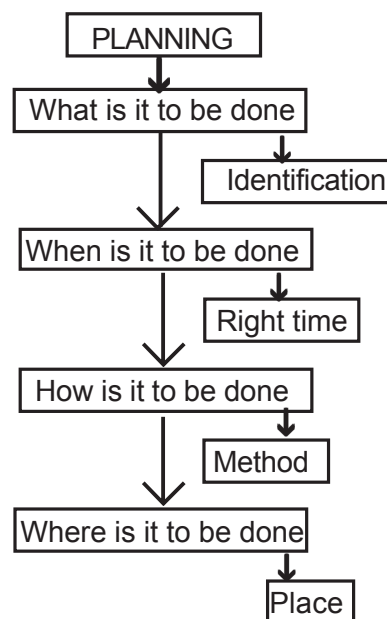 PLANNING
What is it to be done
Identification
When is it to be done
Right time
How is it to be done
Method
Where is it to be done
Place